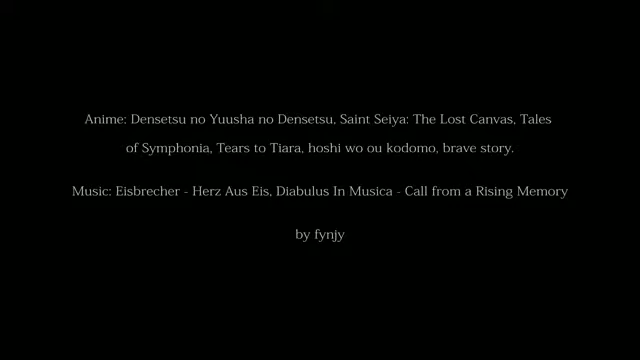 Anime: Densetsu no Yuusha no Densetsu, Saint Seiya: The Lost Canvas, Tales
of Symphonia, Tears to Tiara, hoshi wo ou kodomo, brave story.
Music: Eisbrecher - Herz Aus Eis, Diabulus In Musica - Call from a Rising Memory
by fynjy